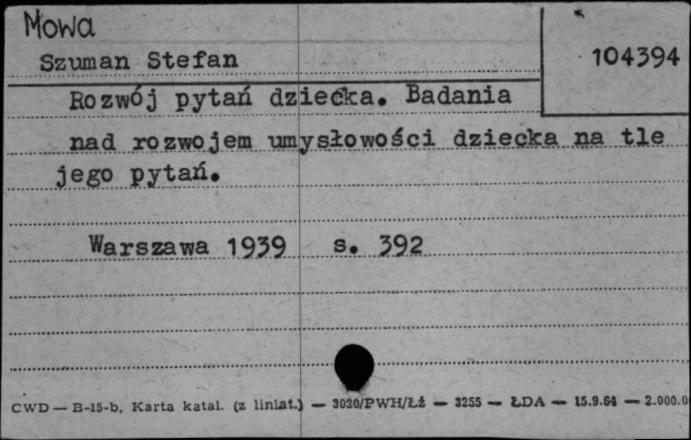 Mowa
Szuman Stefan
104394
Rozwój pytań dziecka. Badania
nad rozwojem umysłowości dziecka na tle
jego pytań.
Warszawa 1939 s. 392
CWD — B-15-b, Karta katal. (z liniat.) — 3020/PWH/Łż — 3255 — ŁDA — 15.9.64 — 2.000.0